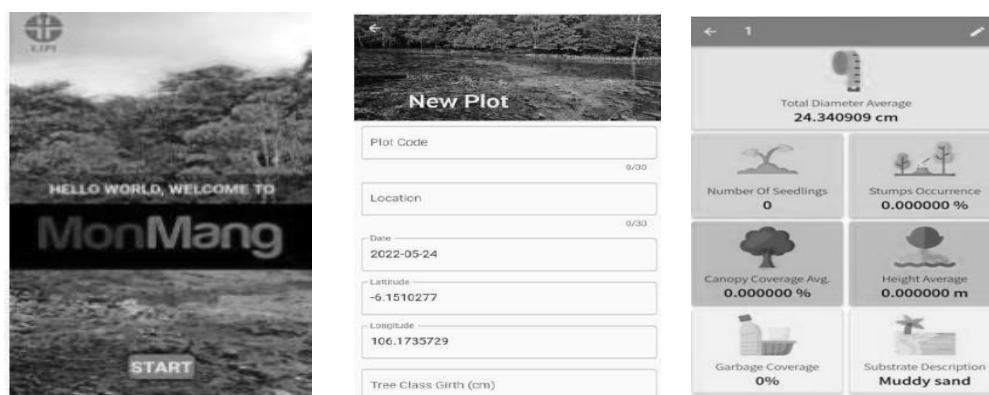 LIPI
HELLO WORLD, WELCOME TO
MonMang
START
New Plot
Plot Code
0/30
Location
0/30
Date
2022-05-24
Lattitude
-6.1510277
Longitude
106.1735729
Tree Class Girth (cm)
1
Total Diameter Average
24.340909 cm
Number Of Seedlings
0
Stumps Occurrence
0.000000 %
Canopy Coverage Avg.
0.000000 %
Height Average
0.000000 m
Garbage Coverage
0%
Substrate Description
Muddy sand